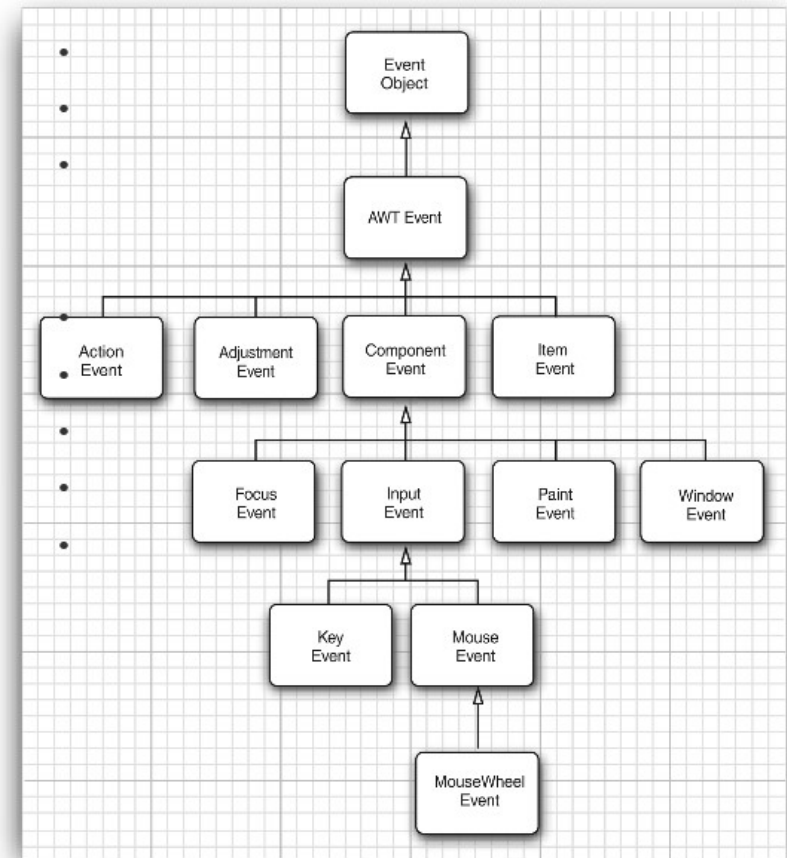 Event
Object
AWT Event
Action
Event
Adjustment
Event
Component
Event
Item
Event
Focus
Event
Input
Event
Paint
Event
Window
Event
Key
Event
Mouse
Event
MouseWheel
Event